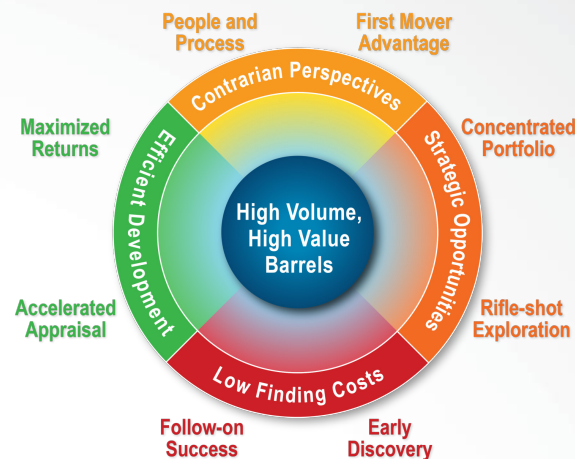 People and
Process
First Mover
Advantage
Contrarian Perspectives
Maximized
Returns
Efficient Development
Concentrated
Portfolio
Strategic Opportunities
High Volume,
High Value
Barrels
Accelerated
Appraisal
Rifle-shot
Exploration
Low Finding Costs
Follow-on
Success
Early
Discovery